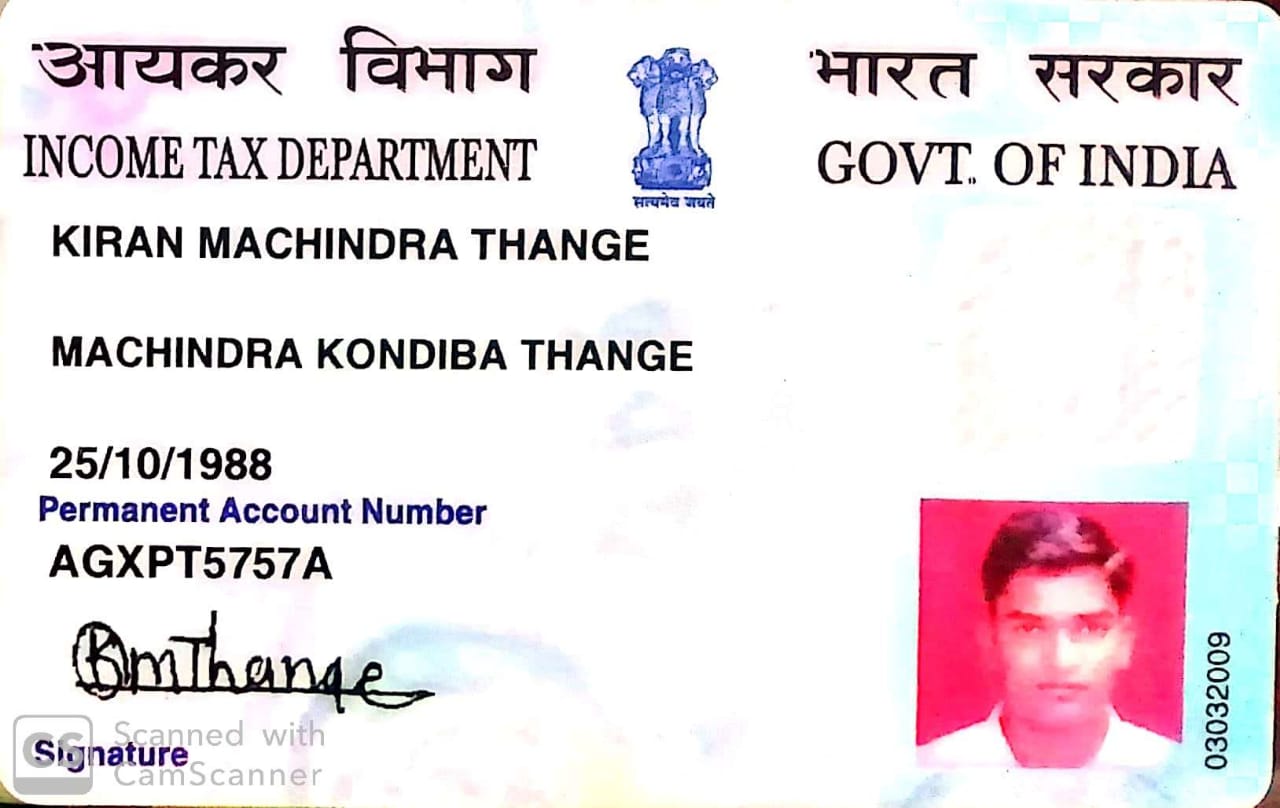 आयकर विभाग
INCOME TAX DEPARTMENT
सत्यमेव जयते
भारत सरकार
GOVT. OF INDIA
KIRAN MACHINDRA THANGE
MACHINDRA KONDIBA THANGE
25/10/1988
Permanent Account Number
AGXPT5757A
KmThange
Signature
03032009
CS Scanned with
CamScanner